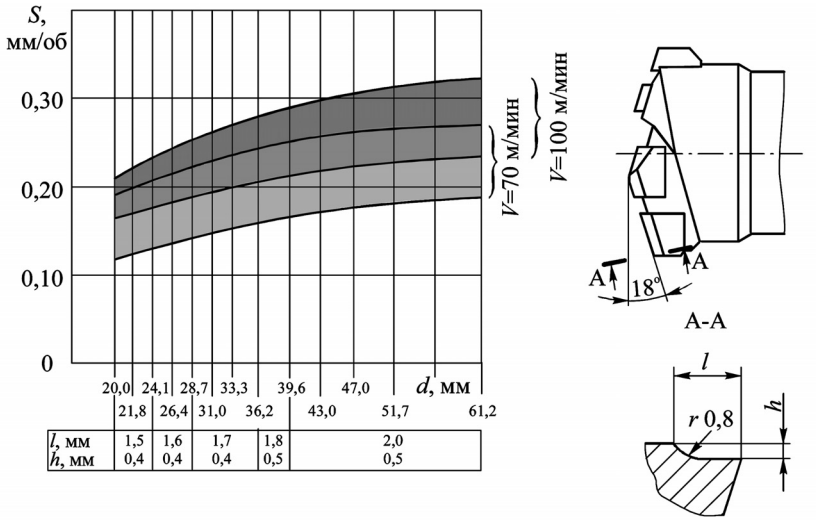 S,
мм/об
0,30
0,20
0,10
0
V=70 м/мин
V=100 м/мин
20,0 24,1 28,7 33,3 39,6 47,0 d, мм
21,8 26,4 31,0 36,2 43,0 51,7 61,2
l, мм 1,5 1,6 1,7 1,8 2,0
h, мм 0,4 0,4 0,4 0,5 0,5
A A
18°
A-A
l
h
r 0,8